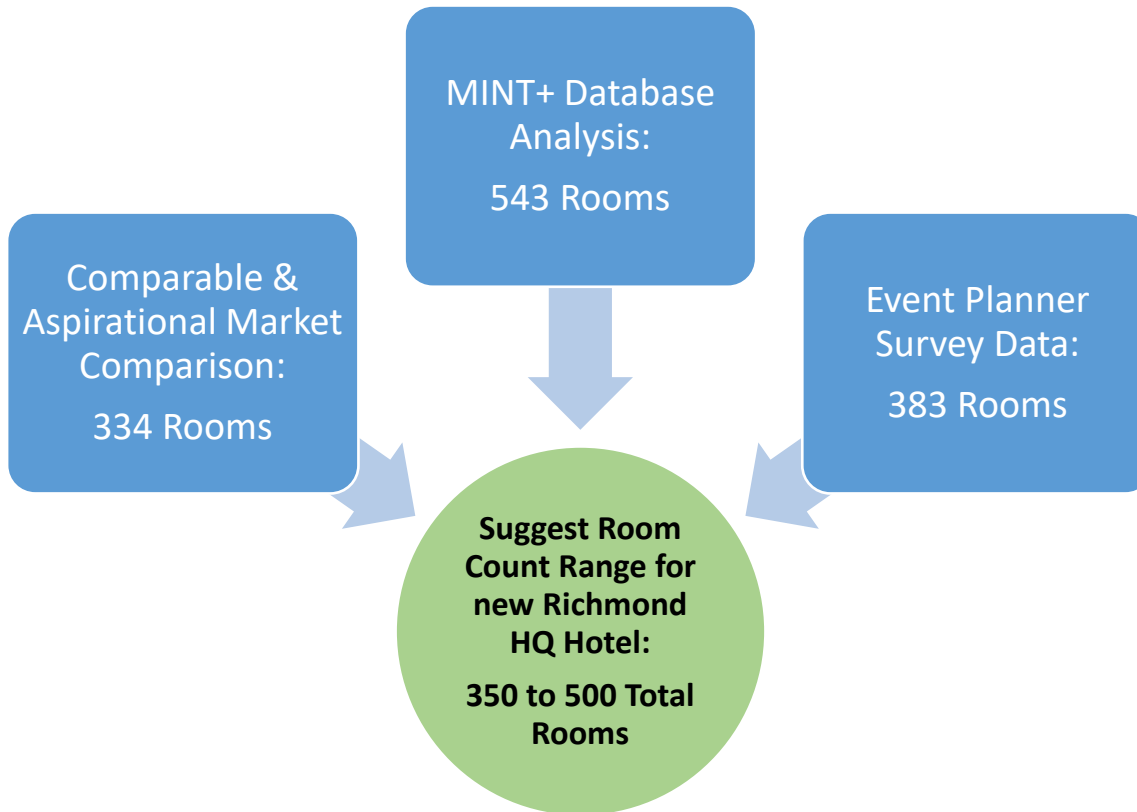 MINT+ Database
Analysis:
543 Rooms
Comparable &
Aspirational Market
Comparison:
334 Rooms
Event Planner
Survey Data:
383 Rooms
Suggest Room
Count Range for
new Richmond
HQ Hotel:
350 to 500 Total
Rooms